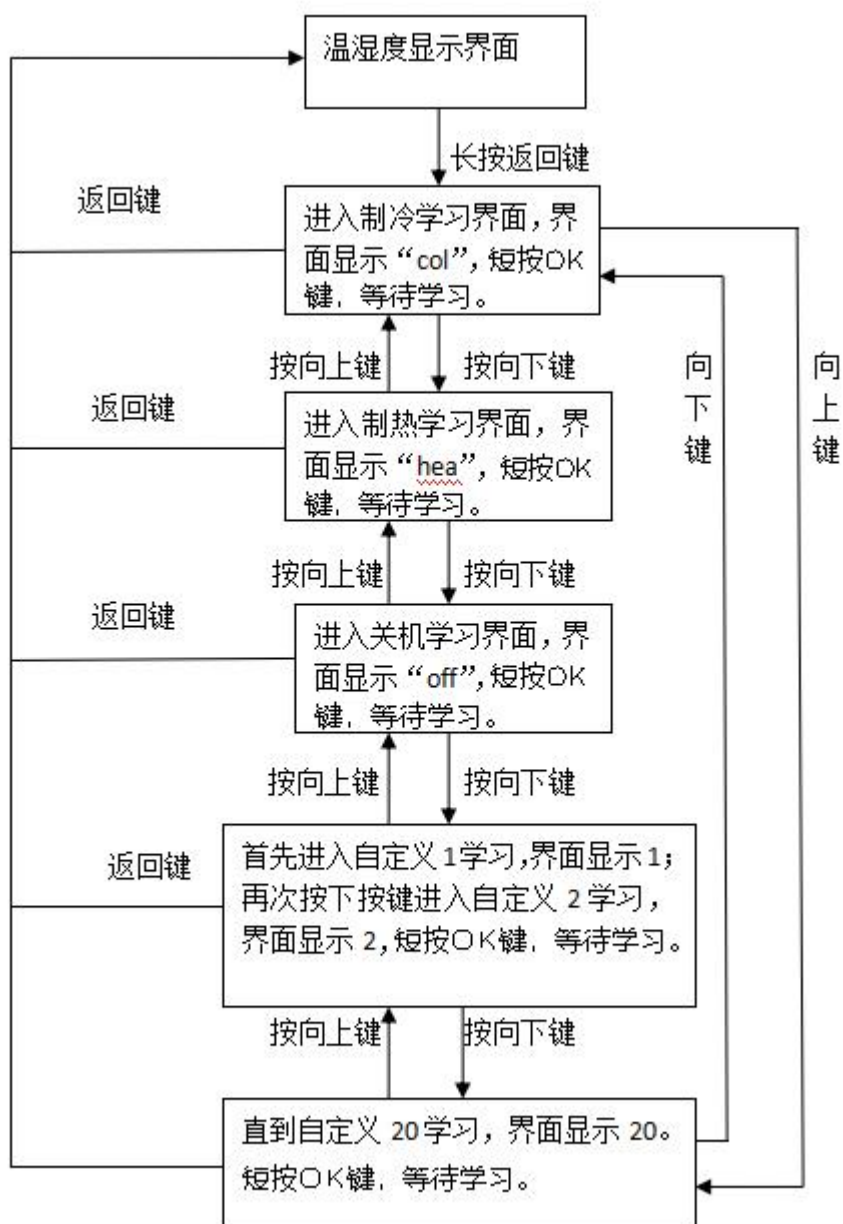 温湿度显示界面
长按返回键
返回键
进入制冷学习界面，界
面显示“col”，短按OK
键，等待学习。
按向上键
按向下键
向下键
向上键
返回键
进入制热学习界面，界
面显示“hea”，短按OK
键，等待学习。
按向上键
按向下键
返回键
进入关机学习界面，界
面显示“off”，短按OK
键，等待学习。
按向上键
按向下键
返回键
首先进入自定义1学习，界面显示1；
再次按下按键进入自定义 2 学习，
界面显示 2，短按OK键，等待学习。
按向上键
按向下键
直到自定义 20 学习，界面显示 20。
短按OK键，等待学习。